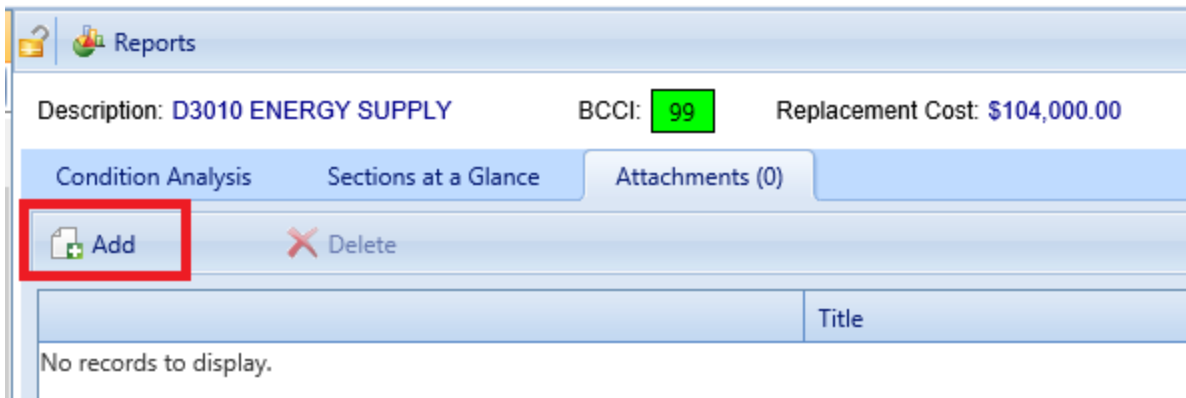 Reports
Description: D3010 ENERGY SUPPLY BCCI: 99 Replacement Cost: $104,000.00
Condition Analysis Sections at a Glance Attachments (0)
Add Delete
Title
No records to display.